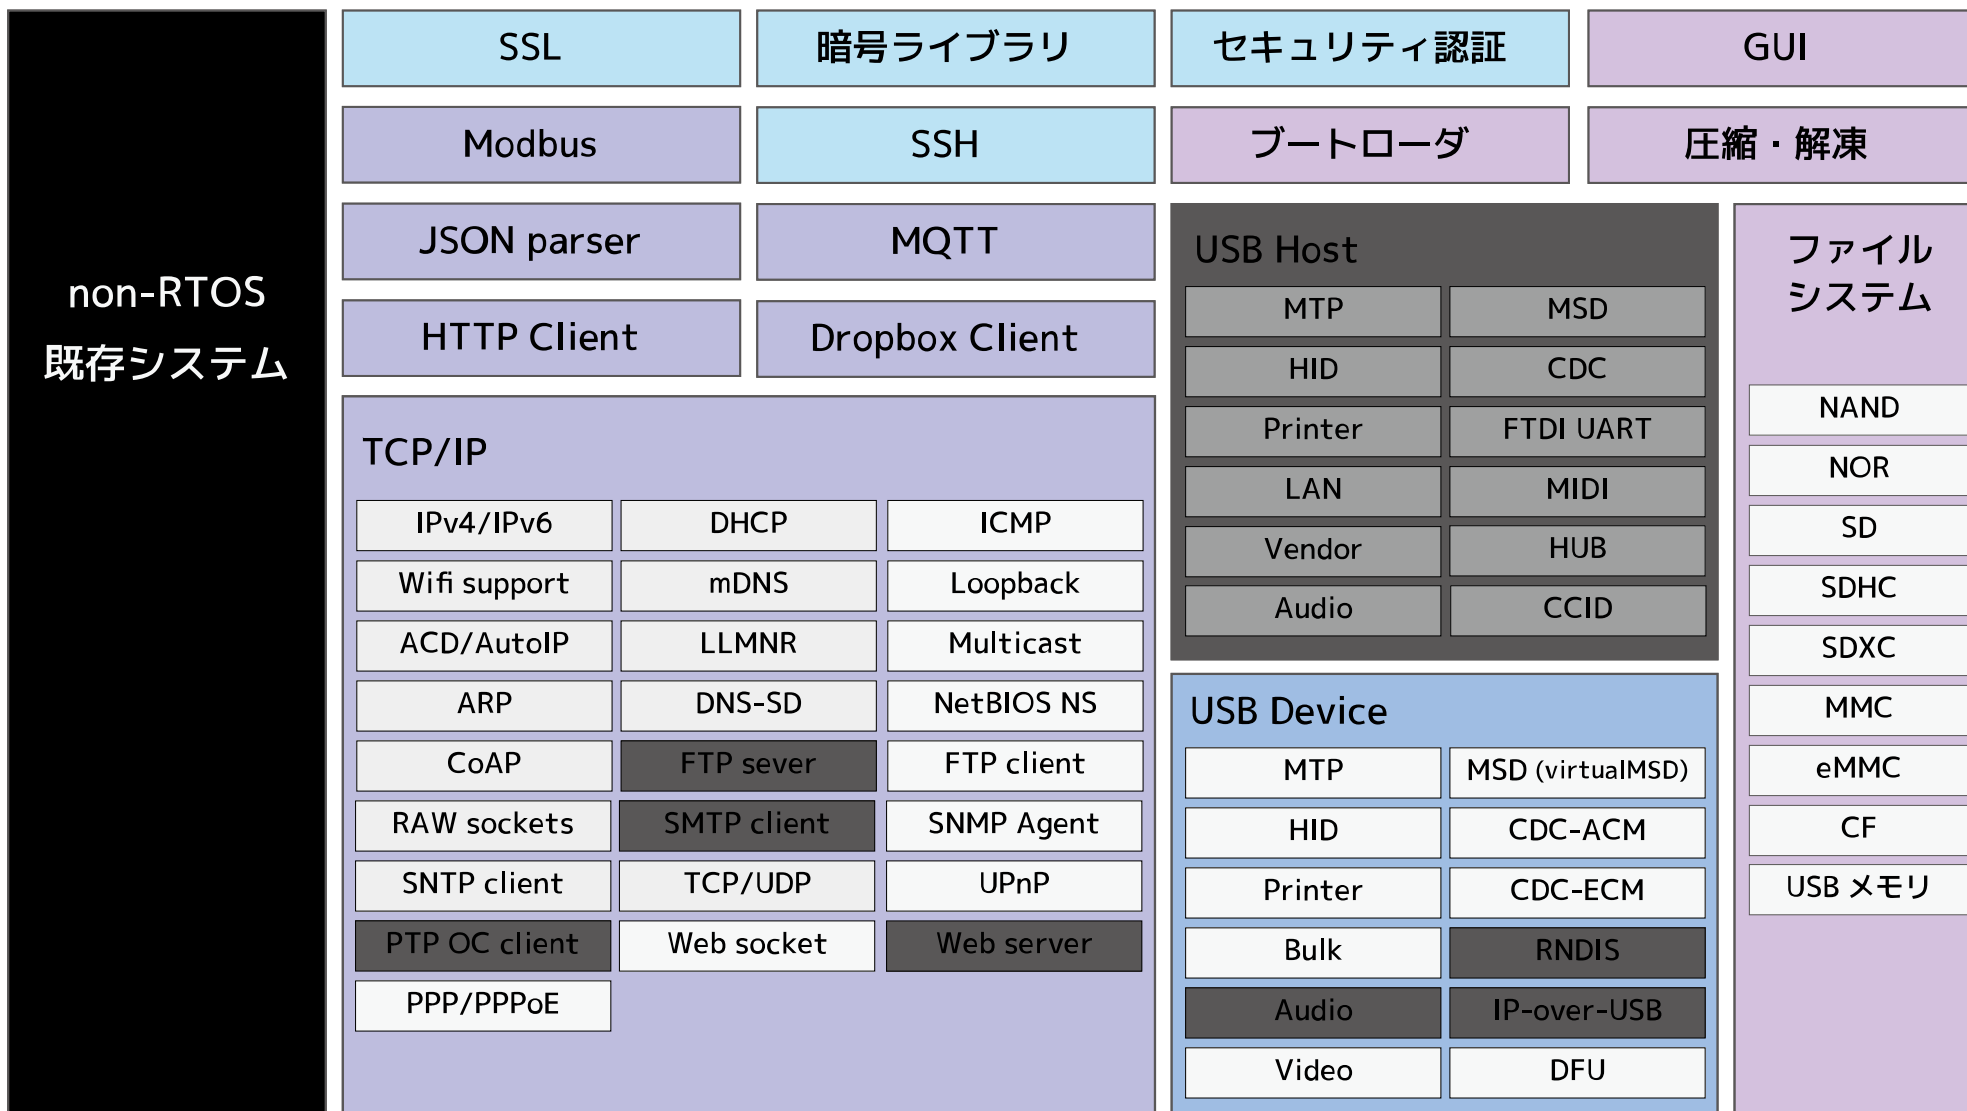 non-RTOS
既存システム
SSL
暗号ライブラリ
セキュリティ認証
GUI
Modbus
SSH
ブートローダ
圧縮・解凍
JSON parser
MQTT
HTTP Client
Dropbox Client
TCP/IP
IPv4/IPv6
DHCP
ICMP
Wifi support
mDNS
Loopback
ACD/AutoIP
LLMNR
Multicast
ARP
DNS-SD
NetBIOS NS
CoAP
FTP sever
FTP client
RAW sockets
SMTP client
SNMP Agent
SNTP client
TCP/UDP
UPnP
PTP OC client
Web socket
Web server
PPP/PPPoE
USB Host
MTP
MSD
HID
CDC
Printer
FTDI UART
LAN
MIDI
Vendor
HUB
Audio
CCID
USB Device
MTP
MSD (virtualMSD)
HID
CDC-ACM
Printer
CDC-ECM
Bulk
RNDIS
Audio
IP-over-USB
Video
DFU
ファイル
システム
NAND
NOR
SD
SDHC
SDXC
MMC
eMMC
CF
USB メモリ